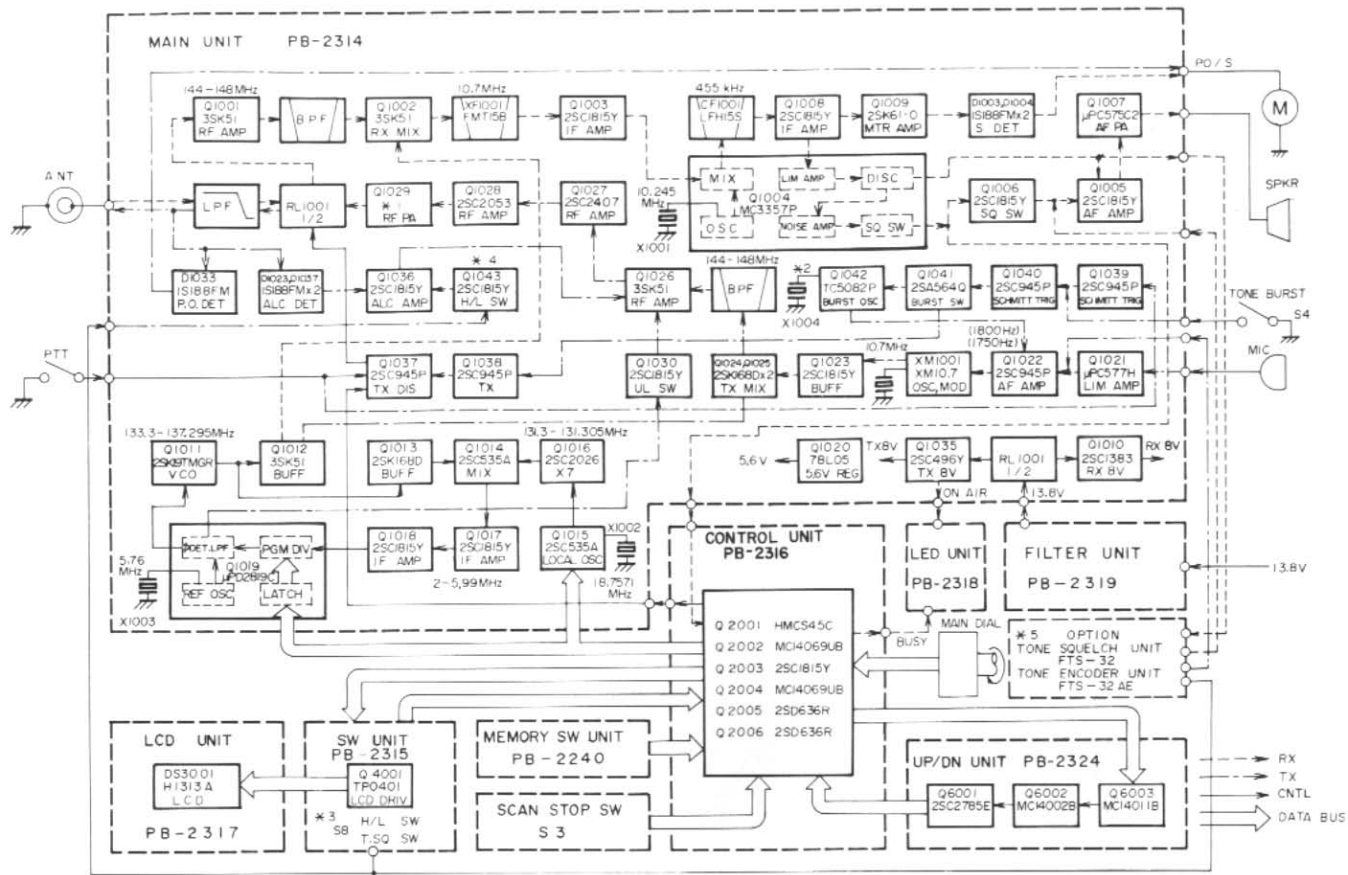 MAIN UNIT PB-2314
PO/S
144-148MHz
Q1001
3SK51
RF AMP
B.P.F
Q1002
3SK51
RX MIX
10.7MHz
XF1001
FMT15B
Q1003
2SC1815Y
IF AMP
455 kHz
CF1001
LFH15S
Q1008
2SC1815Y
IF AMP
Q1009
2SK61-0
MTR AMP
D1003,D1004
1S188FM×2
S DET
Q1007
µPC575C2
AF PA
M
ANT
L.P.F
RL1001
1/2
Q1029
*1
RF PA
Q1028
2SC2053
RF AMP
Q1027
2SC2407
RF AMP
10.245
MHz
X1001
MIX
OSC
Q1004
MC3357P
LIM AMP
DISC
NOISE AMP
SQ SW
Q1006
2SC1815Y
SQ SW
Q1005
2SC1815Y
AF AMP
SPKR
D1033
1S188FM
P.O. DET
D1023,D1037
1S188FM×2
ALC DET
Q1036
2SC1815Y
ALC AMP
*4
Q1043
2SC1815Y
H/L SW
Q1026
3SK51
RF AMP
144-148MHz
B.P.F
*2
X1004
Q1042
TC5082P
BURST OSC
Q1041
2SA564Q
BURST SW
Q1040
2SC945P
SCHMITT TRIG
Q1039
2SC945P
SCHMITT TRIG
TONE BURST
S4
PTT
Q1037
2SC945P
TX DIS
Q1038
2SC945P
TX
Q1030
2SC1815Y
UL SW
Q1024,Q1025
2SK168D×2
TX MIX
Q1023
2SC1815Y
BUFF
10.7MHz
XM1001
XM10.7
OSC, MOD
(1800Hz)
(1750Hz)
Q1022
2SC945P
AF AMP
Q1021
µPC577H
LIM AMP
MIC
133.3-137.295MHz
Q1011
2SK19TMGR
VCO
Q1012
3SK51
BUFF
Q1013
2SK168D
BUFF
Q1014
2SC535A
MIX
131.3-131.305MHz
Q1016
2SC2026
X7
5.6V
Q1020
78L05
5.6V REG
TX8V
Q1035
2SC496Y
TX 8V
RL1001
1/2
Q1010
2SC1383
RX 8V
RX 8V
ON AIR
13.8V
5.76
MHz
X1003
DET.LPF
PGM DIV
Q1019
µPD2819C
REF OSC
LATCH
Q1018
2SC1815Y
IF AMP
Q1017
2SC1815Y
IF AMP
2-5.99MHz
Q1015
2SC535A
LOCAL OSC
X1002
18.7571
MHz
CONTROL UNIT
PB-2316
LED UNIT
PB-2318
FILTER UNIT
PB-2319
13.8V
Q2001 HMCS45C
Q2002 MC14069UB
Q2003 2SC1815Y
Q2004 MC14069UB
Q2005 2SD636R
Q2006 2SD636R
BUSY
MAIN DIAL
*5 OPTION
TONE SQUELCH UNIT
FTS-32
TONE ENCODER UNIT
FTS-32AE
LCD UNIT
DS3001
H1313A
LCD
PB-2317
SW UNIT
PB-2315
Q4001
TP0401
LCD DRIV
*3
S8
H/L SW
T.SQ SW
MEMORY SW UNIT
PB-2240
SCAN STOP SW
S3
UP/DN UNIT PB-2324
Q6001
2SC2785E
Q6002
MC14002B
Q6003
MC14011B
RX
TX
CNTL
DATA BUS